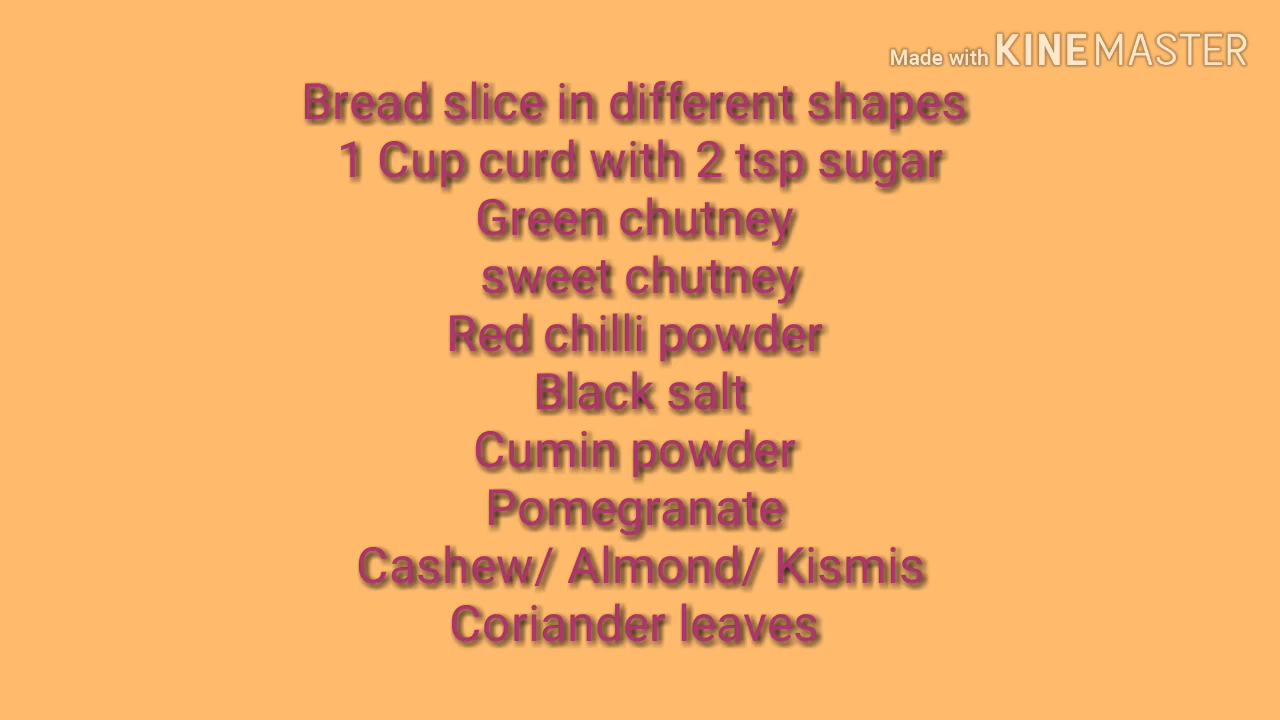 Made with KINEMASTER
Bread slice in different shapes
1 Cup curd with 2 tsp sugar
Green chutney
sweet chutney
Red chilli powder
Black salt
Cumin powder
Pomegranate
Cashew/ Almond/ Kismis
Coriander leaves